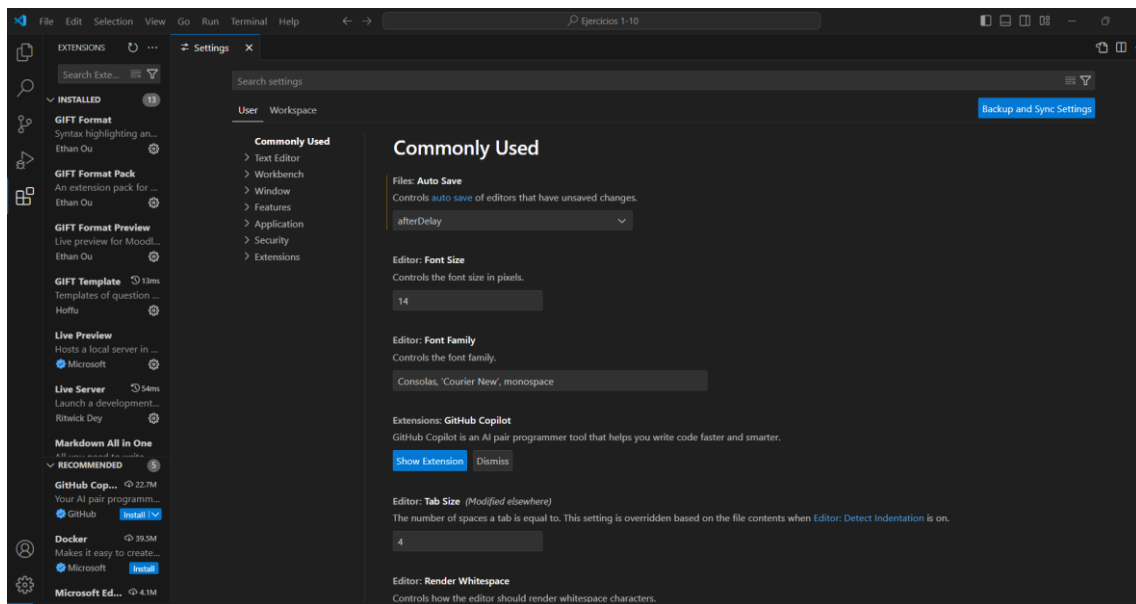 File Edit Selection View Go Run Terminal Help
Ejercicios 1-10
EXTENSIONS
Search Exte...
INSTALLED 13
GIFT Format
Syntax highlighting an...
Ethan Ou
GIFT Format Pack
An extension pack for ...
Ethan Ou
GIFT Format Preview
Live preview for Moodl...
Ethan Ou
GIFT Template 13ms
Templates of question ...
Hoffu
Live Preview
Hosts a local server in ...
Microsoft
Live Server 54ms
Launch a development...
Ritwick Dey
Markdown All in One
RECOMMENDED 5
GitHub Cop... 22.7M
Your AI pair programm...
GitHub Install
Docker 39.5M
Makes it easy to create...
Microsoft Install
Microsoft Ed... 4.1M
Settings
Search settings
User Workspace
Backup and Sync Settings
Commonly Used
Text Editor
Workbench
Window
Features
Application
Security
Extensions
Commonly Used
Files: Auto Save
Controls auto save of editors that have unsaved changes.
afterDelay
Editor: Font Size
Controls the font size in pixels.
14
Editor: Font Family
Controls the font family.
Consolas, 'Courier New', monospace
Extensions: GitHub Copilot
GitHub Copilot is an AI pair programmer tool that helps you write code faster and smarter.
Show Extension Dismiss
Editor: Tab Size (Modified elsewhere)
The number of spaces a tab is equal to. This setting is overridden based on the file contents when Editor: Detect Indentation is on.
4
Editor: Render Whitespace
Controls how the editor should render whitespace characters.